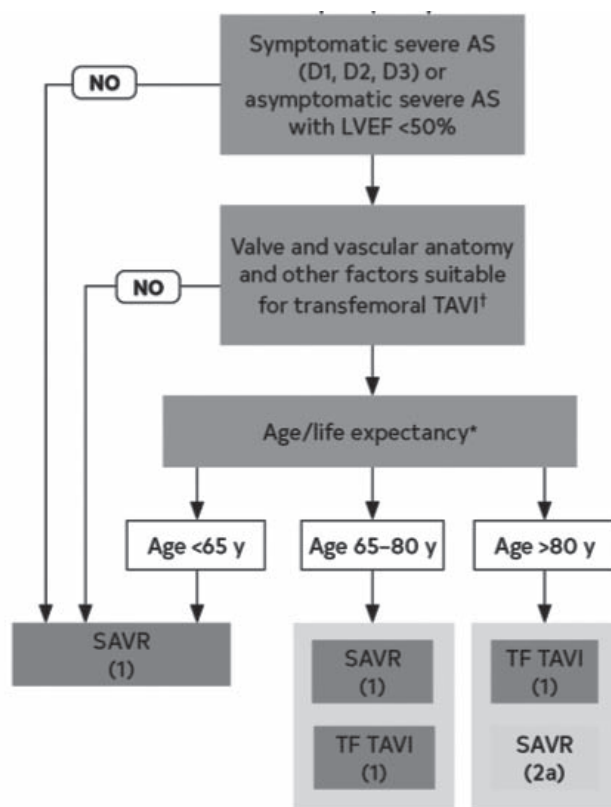 Symptomatic severe AS
(D1, D2, D3) or
asymptomatic severe AS
with LVEF <50%
NO
Valve and vascular anatomy
and other factors suitable
for transfemoral TAVI†
NO
Age/life expectancy*
Age <65 y
Age 65–80 y
Age >80 y
SAVR
(1)
SAVR
(1)
TF TAVI
(1)
TF TAVI
(1)
SAVR
(2a)